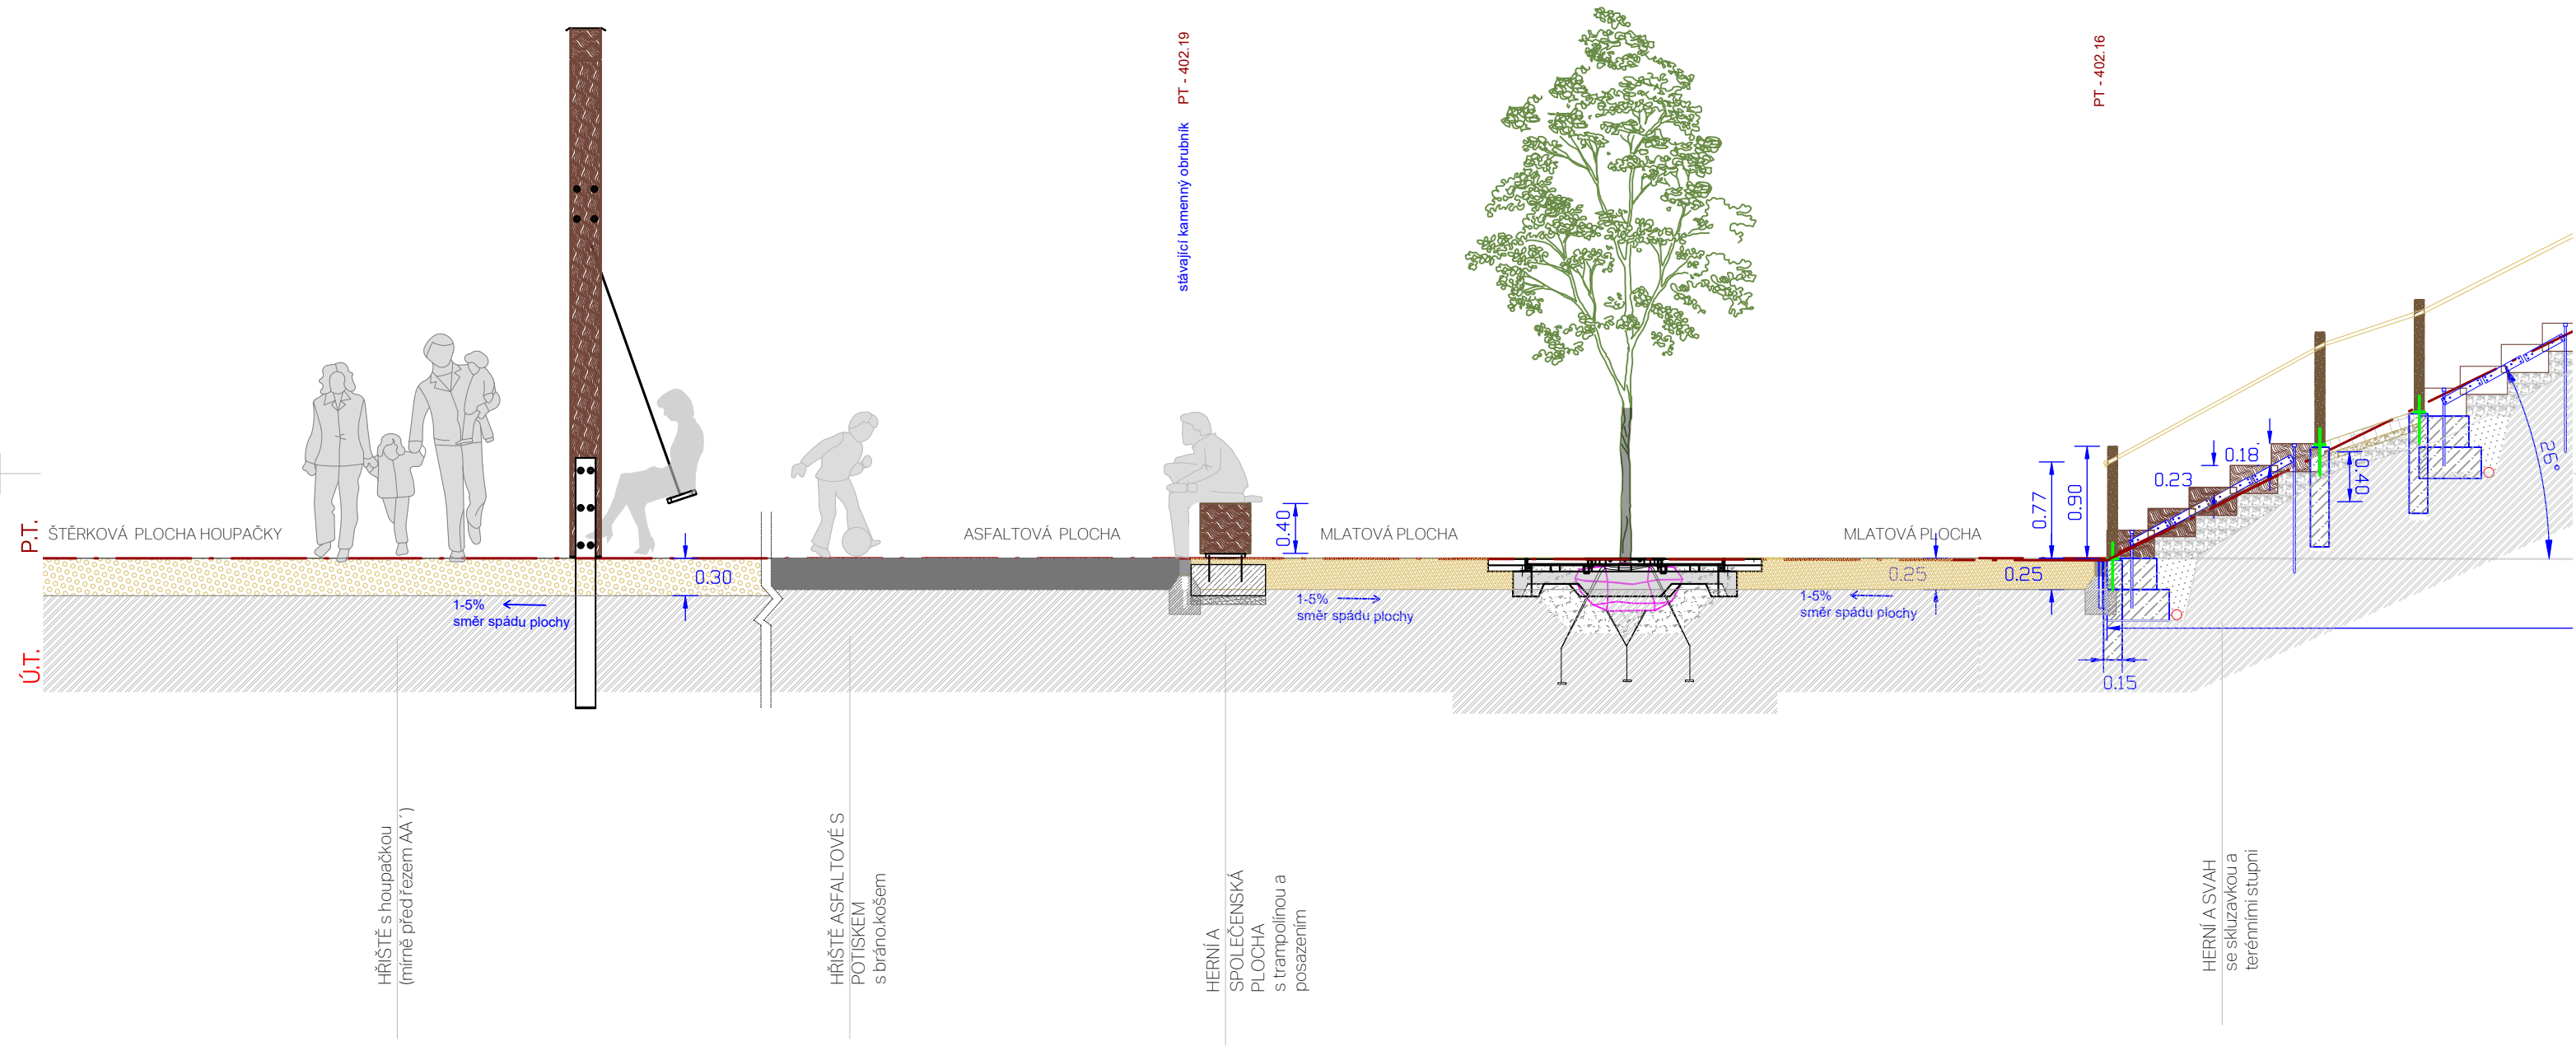 PT - 402.19
stávající kamenný obrubník
PT - 402.16
P.T.
Ú.T.
ŠTĚRKOVÁ PLOCHA HOUPAČKY
ASFALTOVÁ PLOCHA
MLATOVÁ PLOCHA
MLATOVÁ PLOCHA
0.30
0.40
0.25
0.25
0.77
0.90
0.23
0.18
0.40
26°
0.15
1-5%
směr spádu plochy
1-5%
směr spádu plochy
1-5%
směr spádu plochy
HŘIŠTĚ s houpačkou
(mírně před řezem AA´)
HŘIŠTĚ ASFALTOVÉ S
POTISKEM
s bráno.košem
HERNÍ A
SPOLEČENSKÁ
PLOCHA
s trampolínou a
posazením
HERNÍ A SVAH
se skluzavkou a
terénními stupni